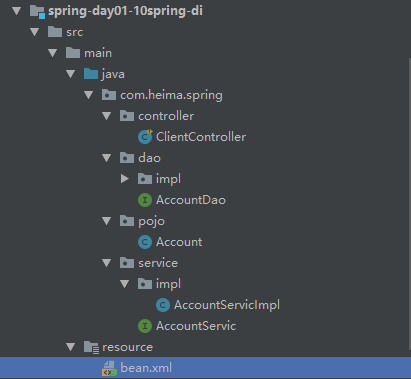 spring-day01-10spring-di
src
main
java
com.heima.spring
controller
ClientController
dao
impl
AccountDao
pojo
Account
service
impl
AccountServicImpl
AccountServic
resource
bean.xml